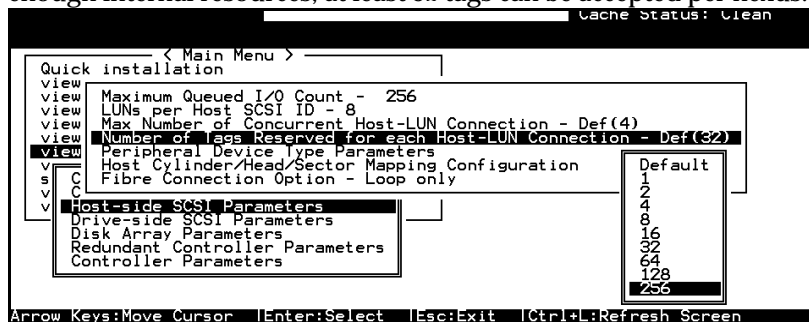 enough internal resources, at least 32 tags can be accepted per nexus.
Cache Status: Clean
< Main Menu >
Quick installation
view
view
view
view
view
v
s
v
v
Maximum Queued I/O Count - 256
LUNs per Host SCSI ID - 8
Max Number of Concurrent Host-LUN Connection - Def(4)
Number of Tags Reserved for each Host-LUN Connection - Def(32)
Peripheral Device Type Parameters
Host Cylinder/Head/Sector Mapping Configuration
Fibre Connection Option - Loop only
C
C
Host-side SCSI Parameters
Drive-side SCSI Parameters
Disk Array Parameters
Redundant Controller Parameters
Controller Parameters
Default
1
2
4
8
16
32
64
128
256
Arrow Keys:Move Cursor |Enter:Select |Esc:Exit |Ctrl+L:Refresh Screen